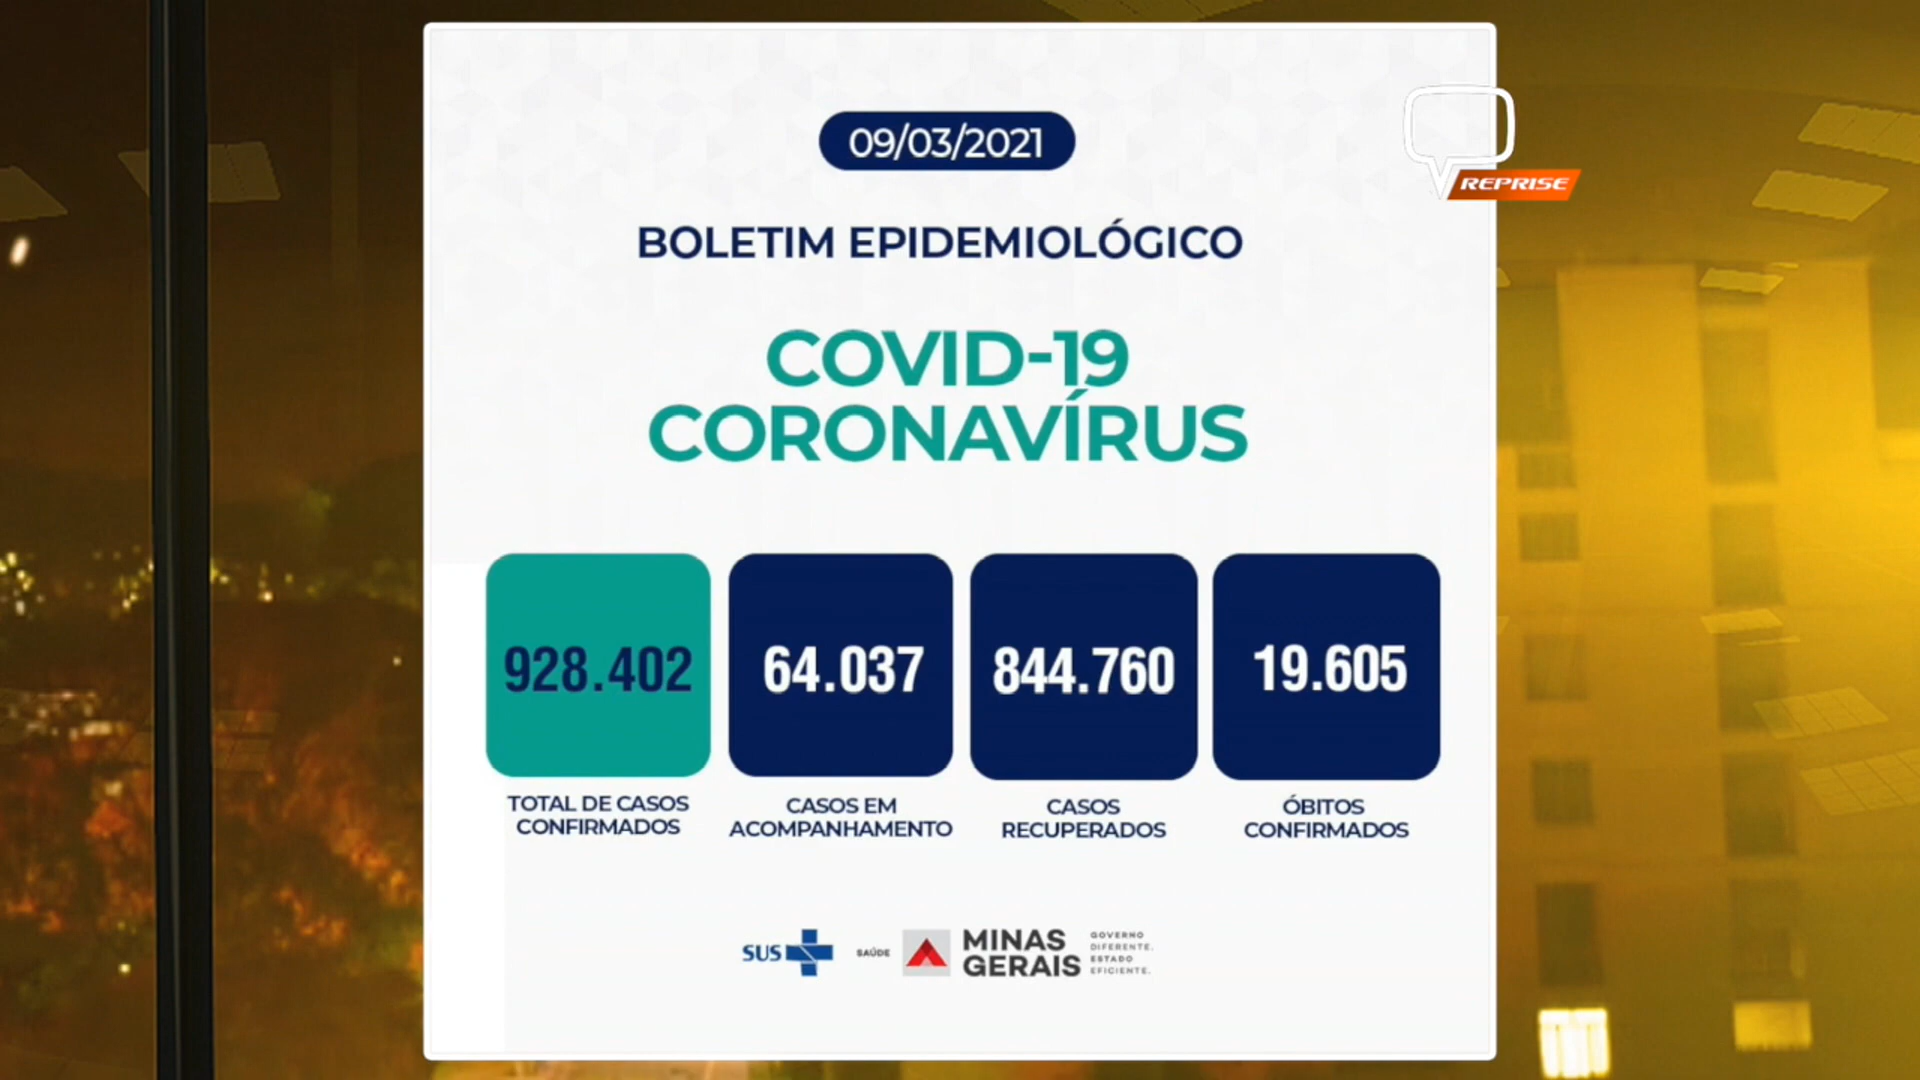 09/03/2021
REPRISE
BOLETIM EPIDEMIOLÓGICO
COVID-19
CORONAVÍRUS
928.402
64.037
844.760
19.605
TOTAL DE CASOS
CONFIRMADOS
CASOS EM
ACOMPANHAMENTO
CASOS
RECUPERADOS
ÓBITOS
CONFIRMADOS
SUS
SAÚDE
MINAS
GERAIS
GOVERNO
DIFERENTE.
ESTADO
EFICIENTE.